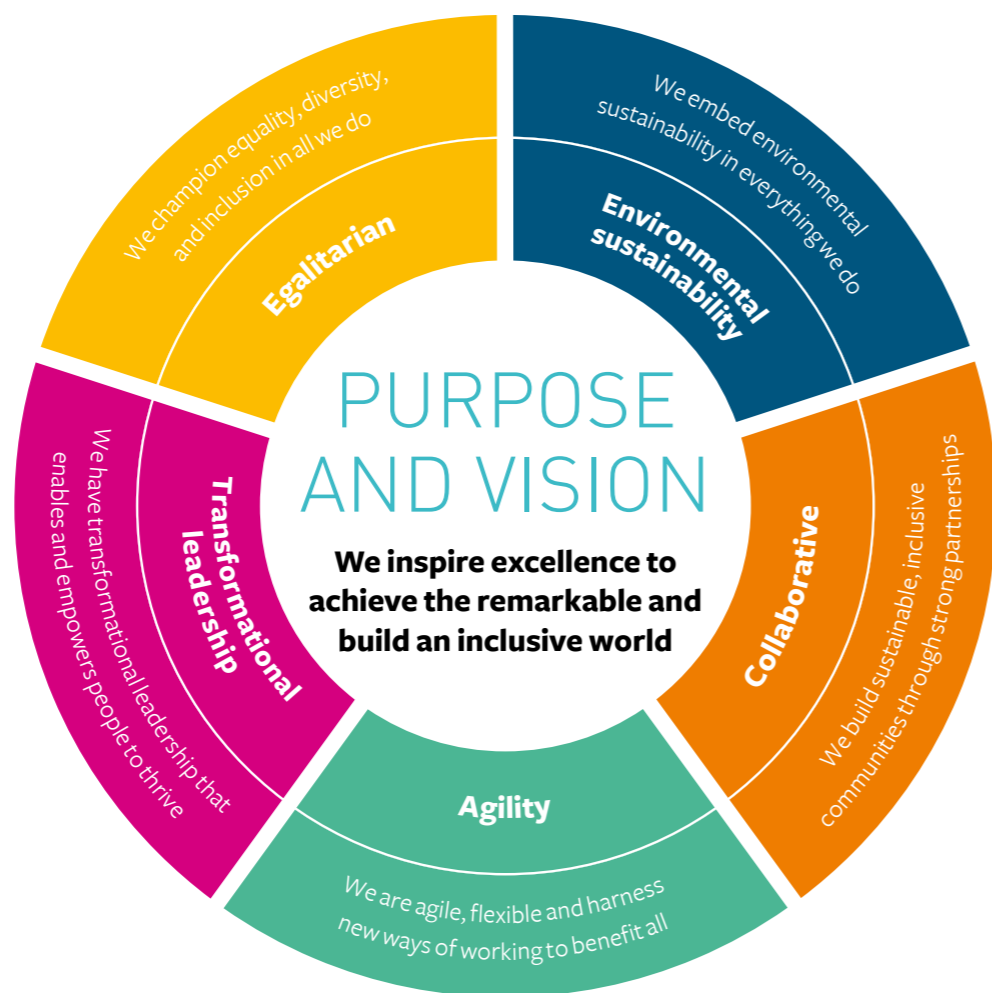 PURPOSE
AND VISION
We inspire excellence to
achieve the remarkable and
build an inclusive world
Environmental
sustainability
We embed environmental
sustainability in everything we do
Collaborative
We build sustainable, inclusive
communities through strong partnerships
Agility
We are agile, flexible and harness
new ways of working to benefit all
Transformational
leadership
We have transformational leadership that
enables and empowers people to thrive
Egalitarian
We champion equality, diversity,
and inclusion in all we do